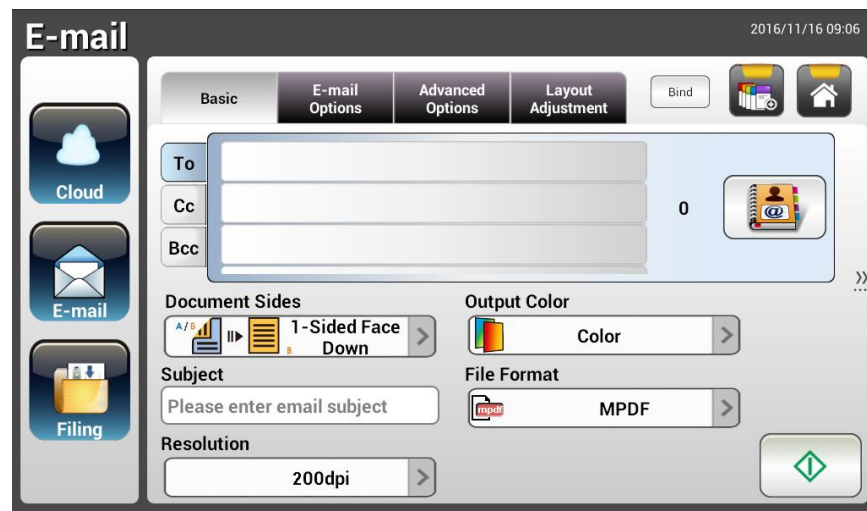 E-mail
2016/11/16 09:06
Basic
E-mail
Options
Advanced
Options
Layout
Adjustment
Bind
Cloud
E-mail
Filing
To
Cc
Bcc
0
@
Document Sides
A/B
B
1-Sided Face
Down
Output Color
Color
Subject
Please enter email subject
File Format
mpdf
MPDF
Resolution
200dpi